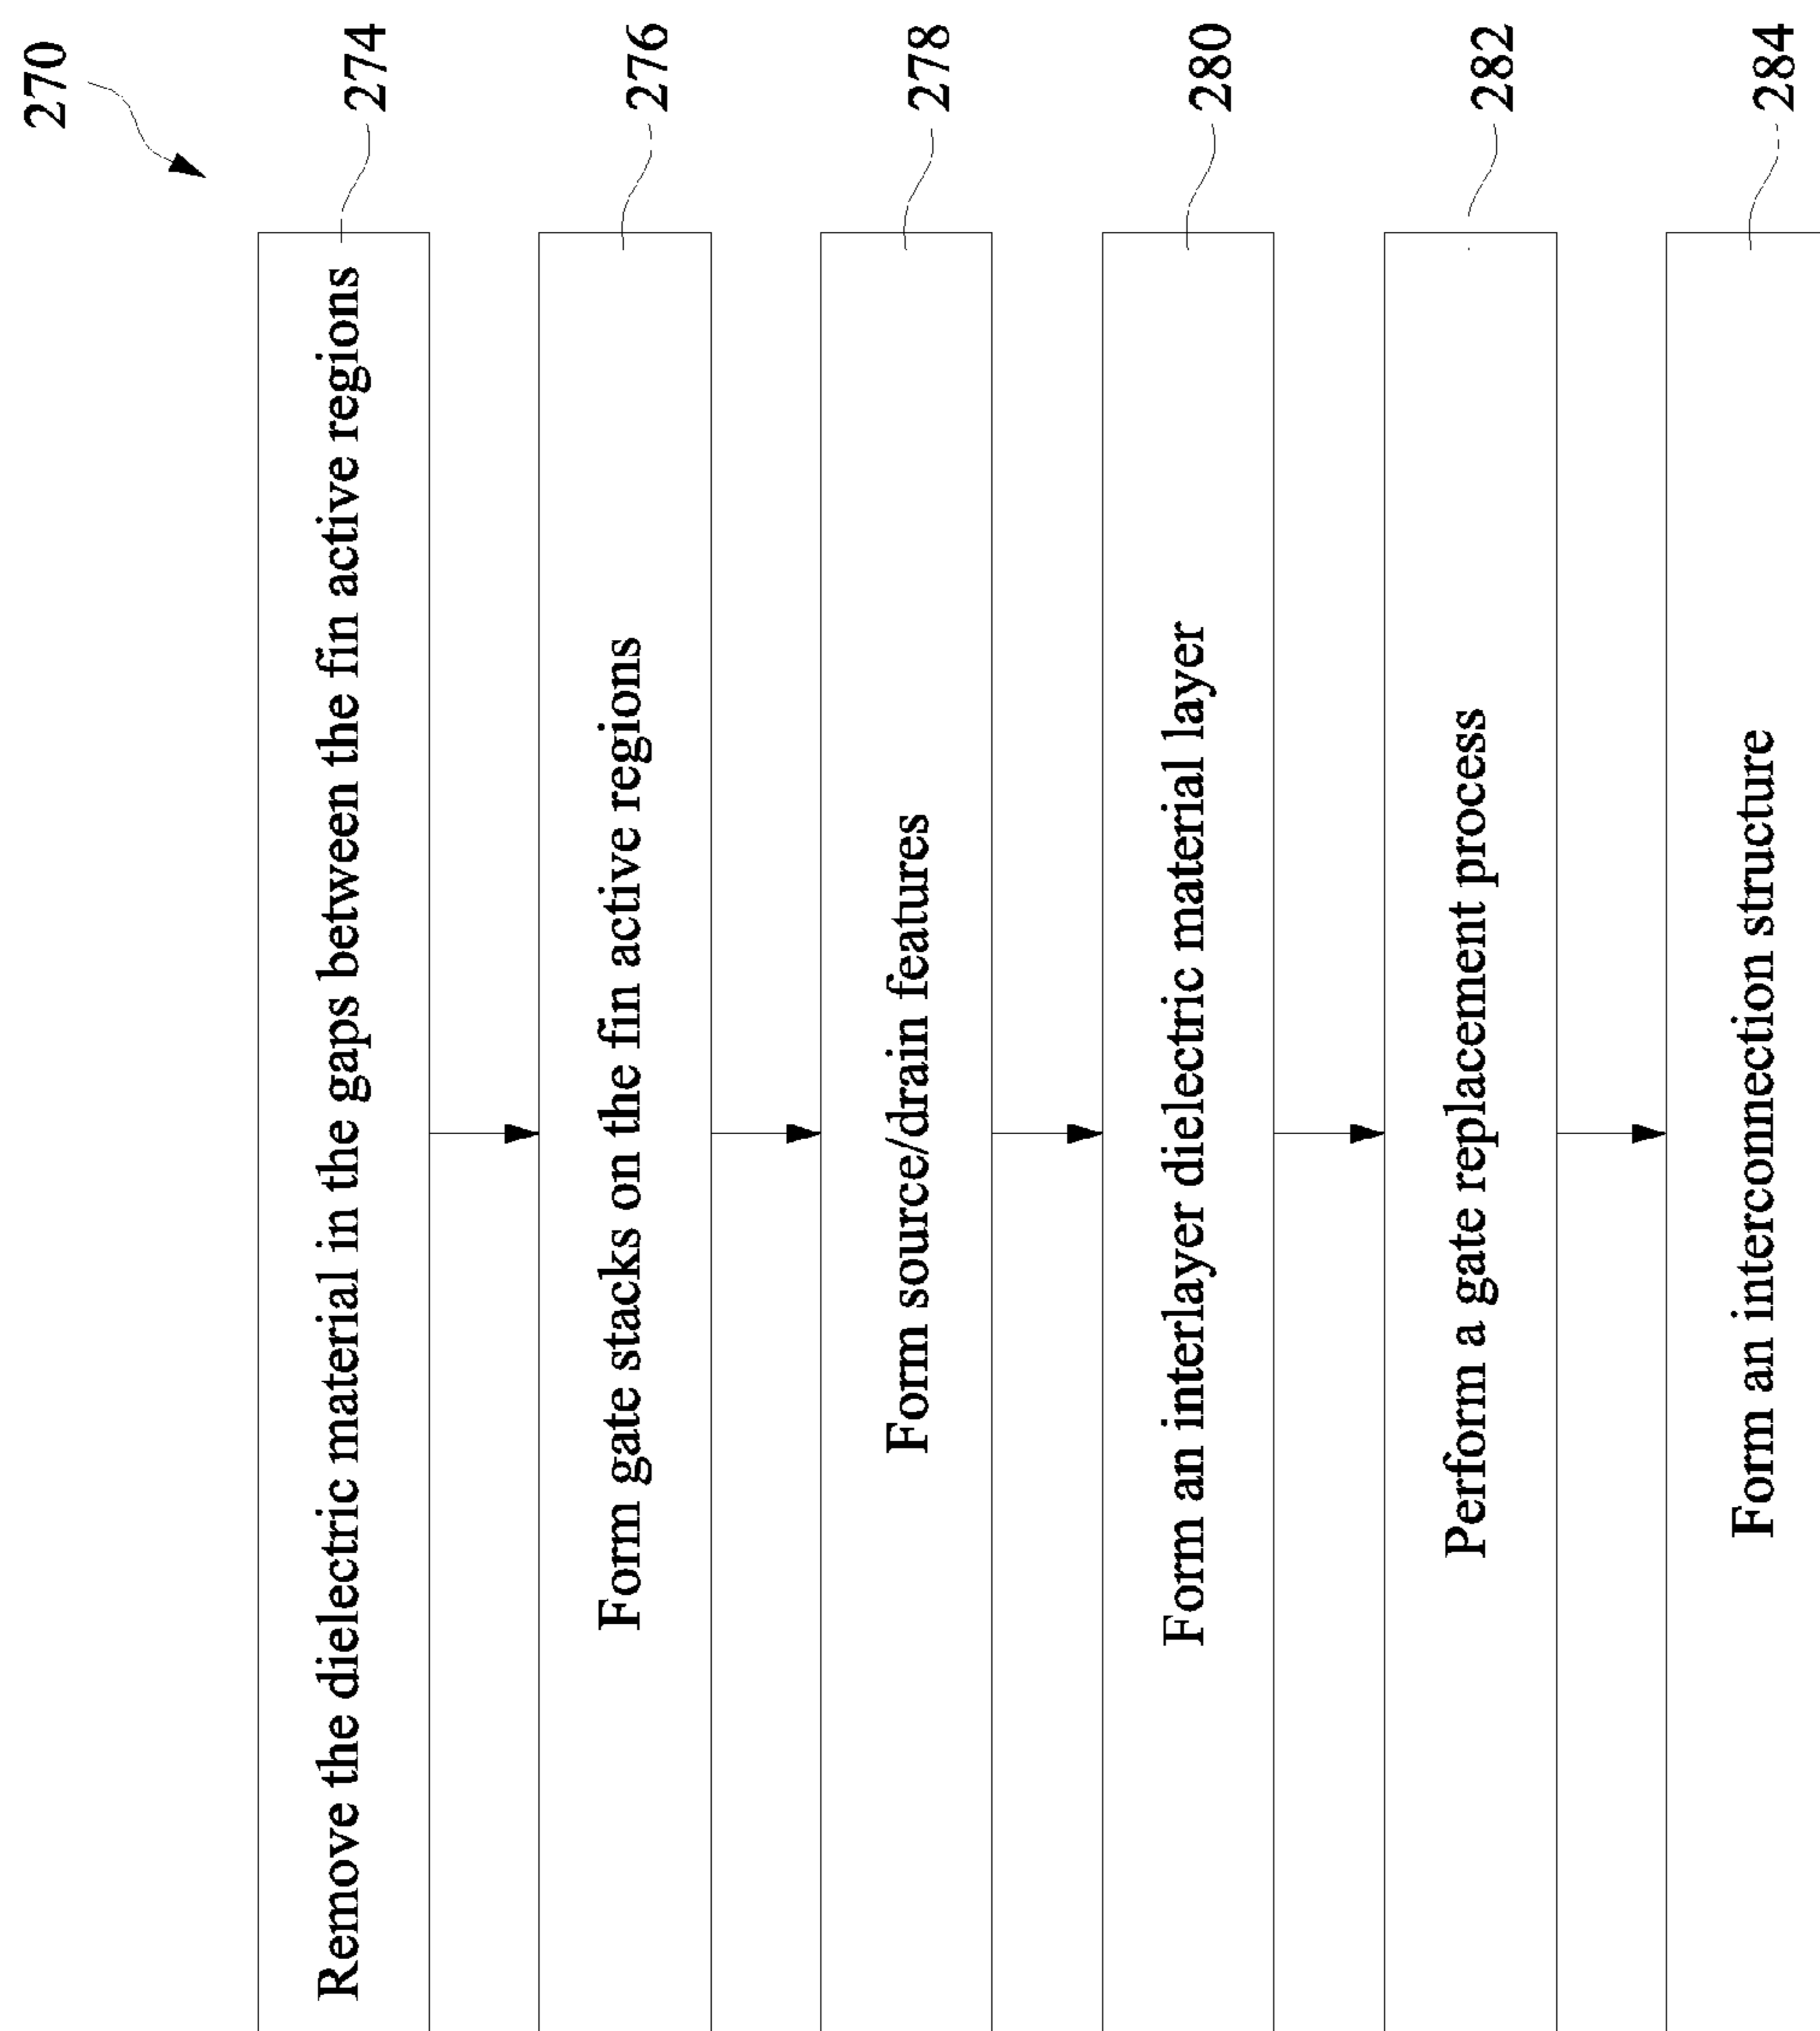 270
Remove the dielectric material in the gaps between the fin active regions
274
Form gate stacks on the fin active regions
276
Form source/drain features
278
Form an interlayer dielectric material layer
280
Perform a gate replacement process
282
Form an interconnection structure
284